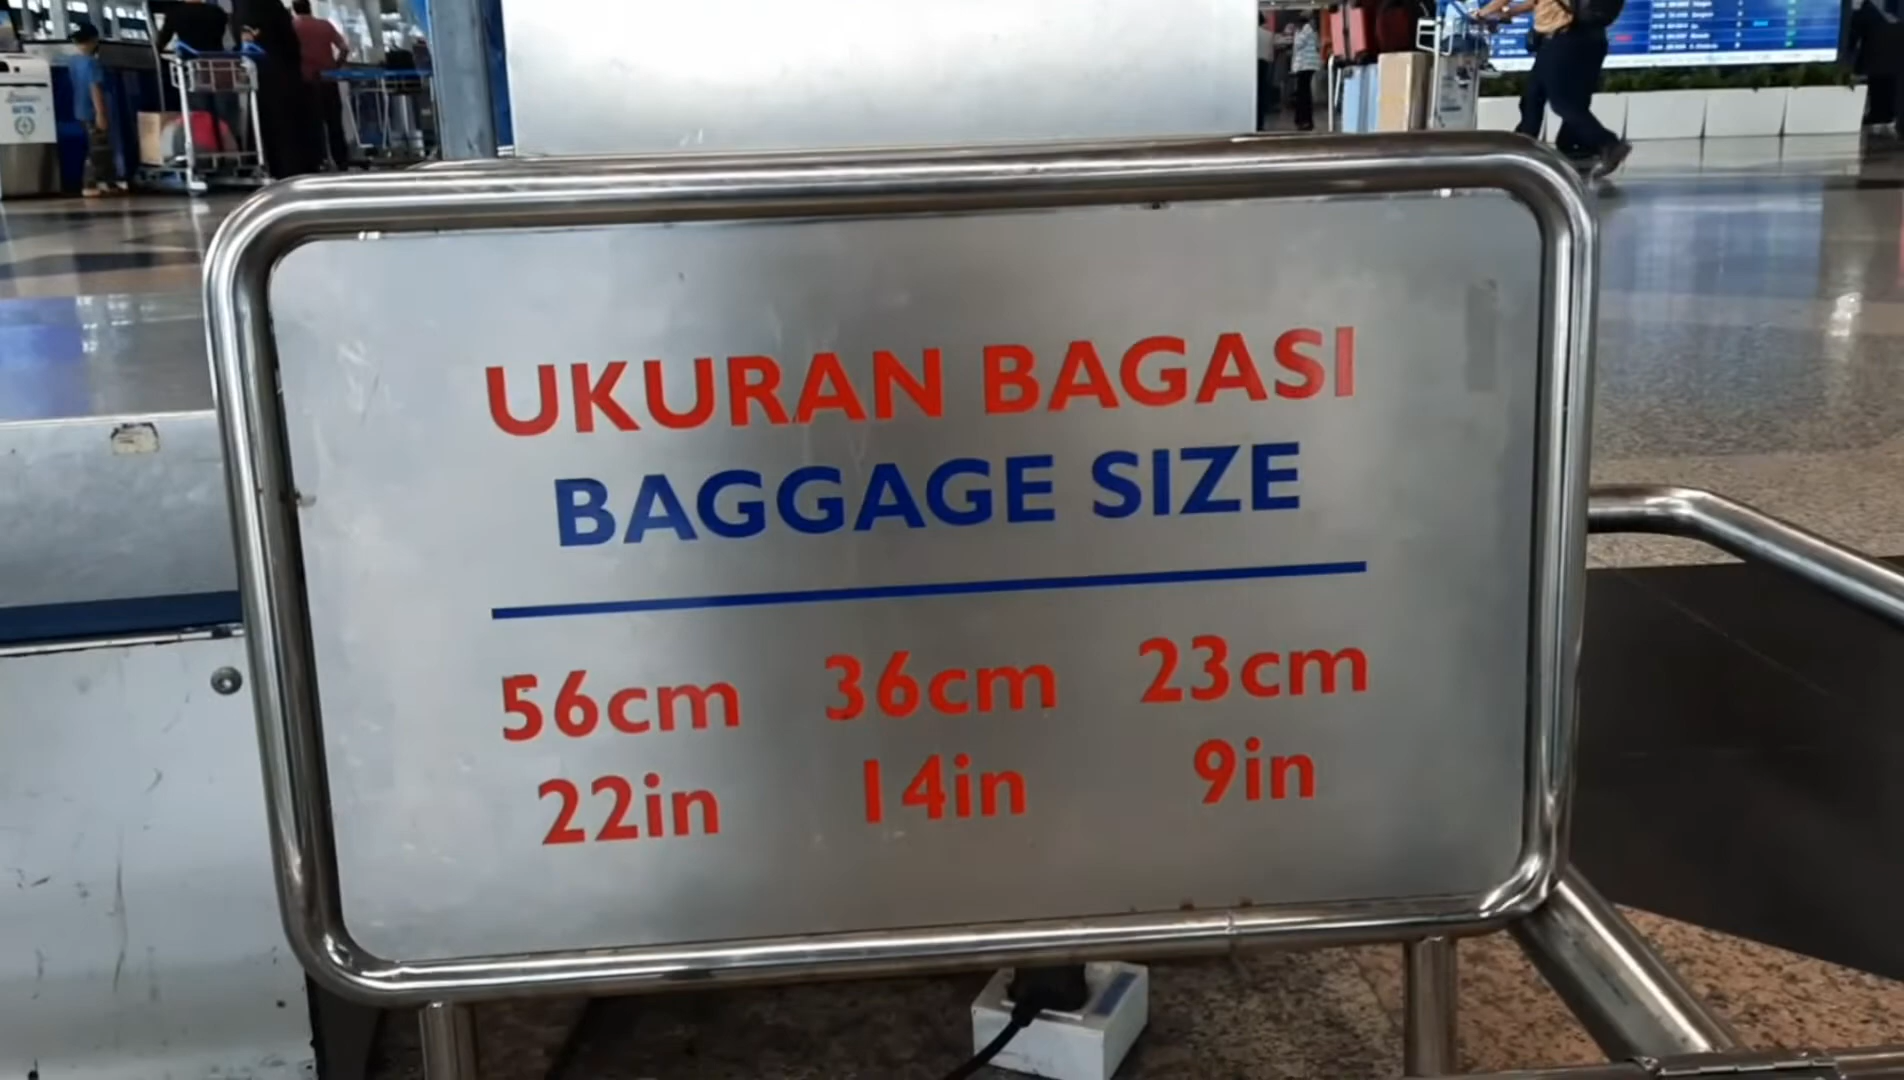 UKURAN BAGASI
BAGGAGE SIZE
56cm 36cm 23cm
22in 14in 9in